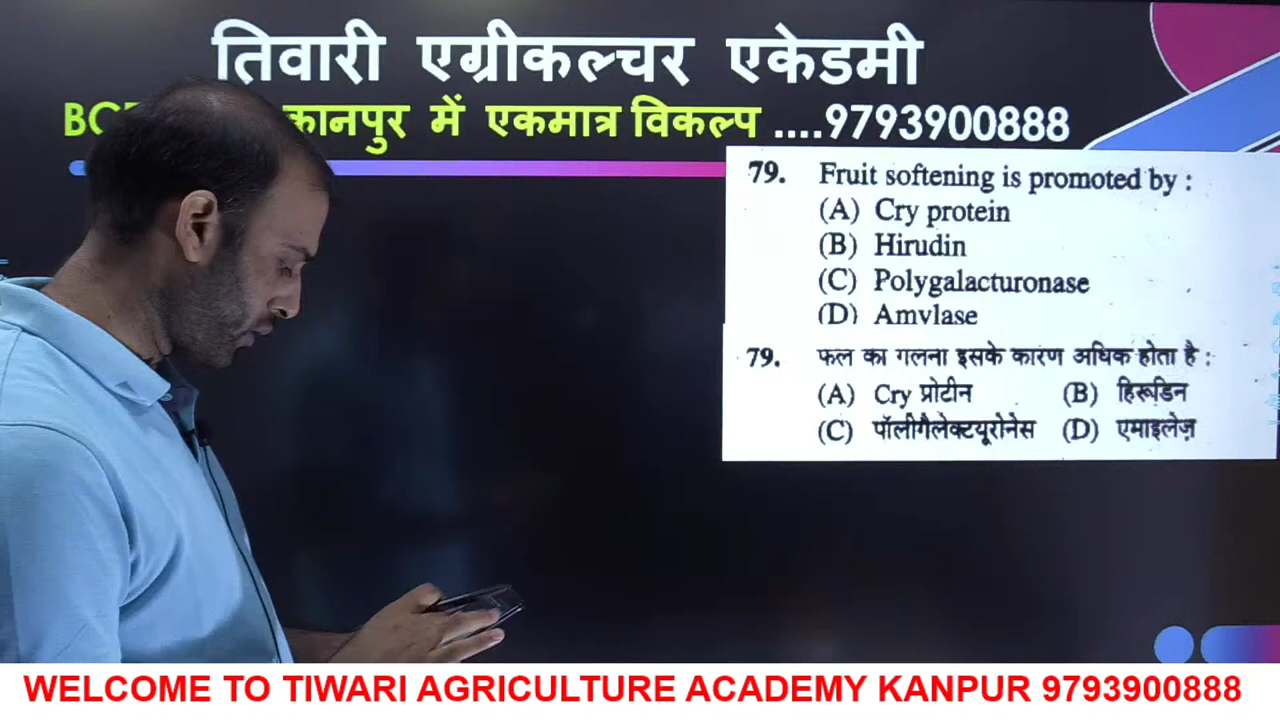 तिवारी एग्रीकल्चर एकेडमी
कानपुर में एकमात्र विकल्प ....9793900888
79. Fruit softening is promoted by :
(A) Cry protein
(B) Hirudin
(C) Polygalacturonase
(D) Amylase
79. फल का गलना इसके कारण अधिक होता है :
(A) Cry प्रोटीन (B) हिरूडिन
(C) पॉलीगैलेक्टयूरोनेस (D) एमाइलेज़
WELCOME TO TIWARI AGRICULTURE ACADEMY KANPUR 9793900888